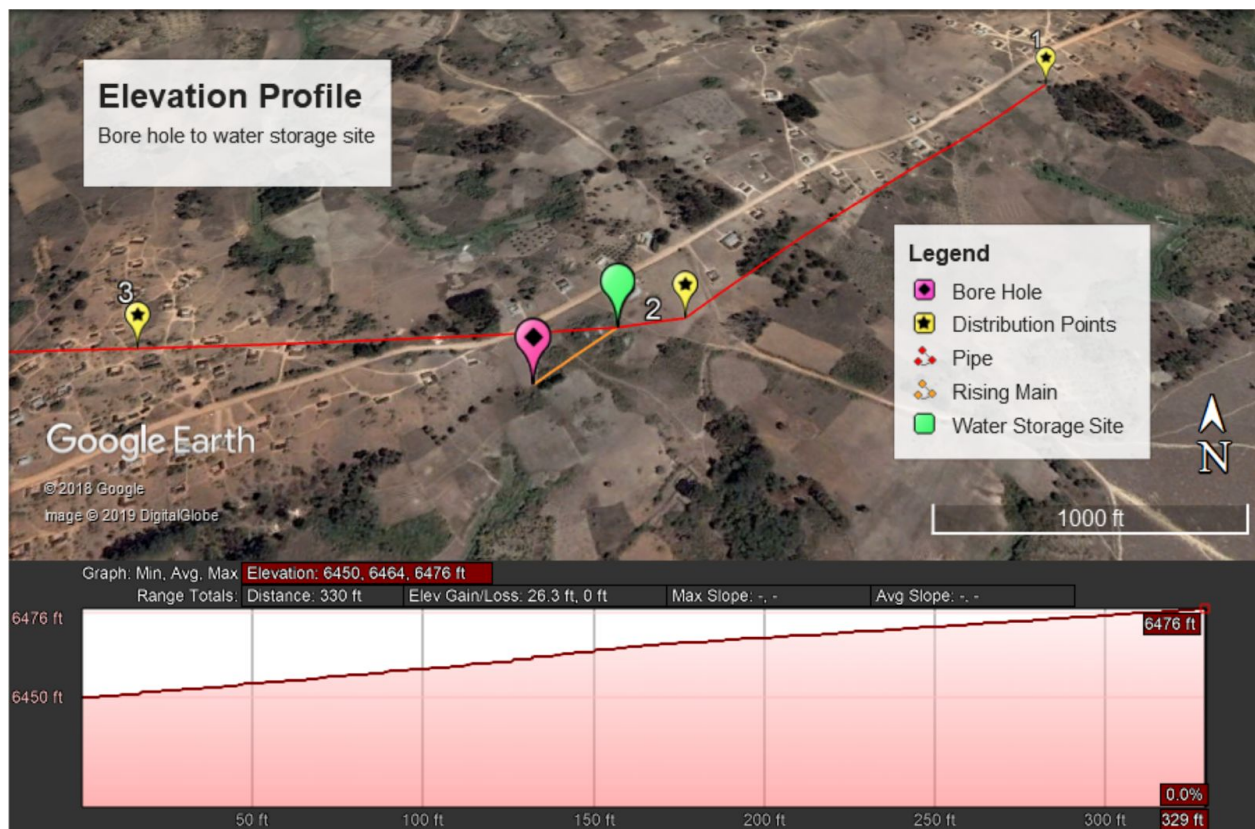 Elevation Profile
Bore hole to water storage site
1
2
3
Legend
Bore Hole
Distribution Points
Pipe
Rising Main
Water Storage Site
Google Earth
© 2018 Google
Image © 2019 DigitalGlobe
N
1000 ft
Graph: Min, Avg, Max Elevation: 6450, 6464, 6476 ft
Range Totals: Distance: 330 ft Elev Gain/Loss: 26.3 ft, 0 ft Max Slope: -, - Avg Slope: -, -
6476 ft
6476 ft
6450 ft
0.0%
50 ft 100 ft 150 ft 200 ft 250 ft 300 ft 329 ft